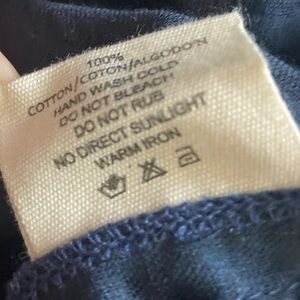 100%
COTTON/COTON/ALGODON
HAND WASH COLD
DO NOT BLEACH
DO NOT RUB
NO DIRECT SUNLIGHT
WARM IRON